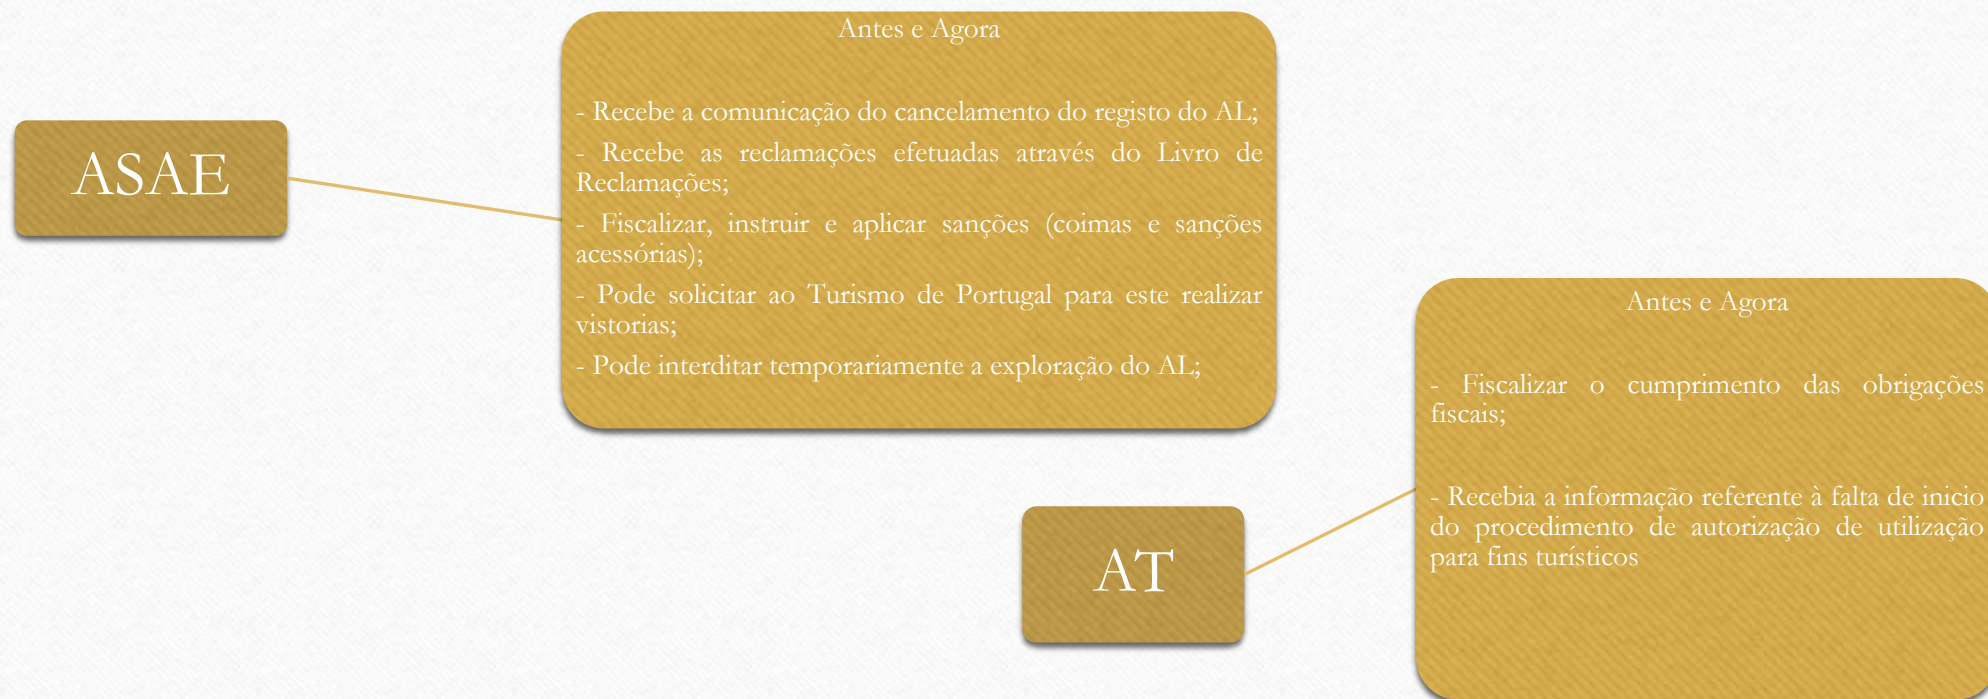 ASAE
Antes e Agora
- Recebe a comunicação do cancelamento do registo do AL;
- Recebe as reclamações efetuadas através do Livro de
Reclamações;
- Fiscalizar, instruir e aplicar sanções (coimas e sanções
acessórias);
- Pode solicitar ao Turismo de Portugal para este realizar
vistorias;
- Pode interditar temporariamente a exploração do AL;
AT
Antes e Agora
- Fiscalizar o cumprimento das obrigações
fiscais;
- Recebia a informação referente à falta de inicio
do procedimento de autorização de utilização
para fins turísticos